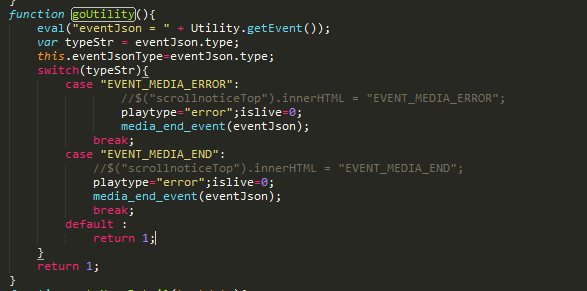 }
function goUtility(){
eval("eventJson = " + Utility.getEvent());
var typeStr = eventJson.type;
this.eventJsonType=eventJson.type;
switch(typeStr){
case "EVENT_MEDIA_ERROR":
//$("scrollnoticeTop").innerHTML = "EVENT_MEDIA_ERROR";
playtype="error";islive=0;
media_end_event(eventJson);
break;
case "EVENT_MEDIA_END":
//$("scrollnoticeTop").innerHTML = "EVENT_MEDIA_END";
playtype="error";islive=0;
media_end_event(eventJson);
break;
default :
return 1;
}
return 1;
}